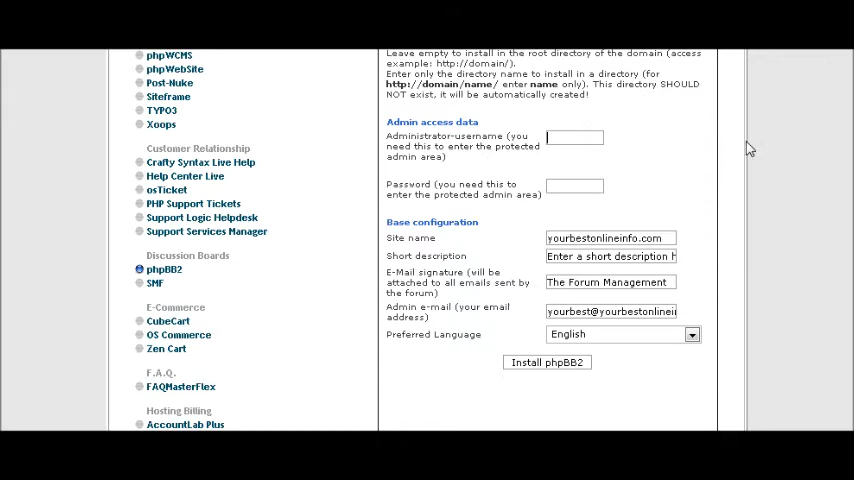 phpWCMS
phpWebSite
Post-Nuke
Siteframe
TYPO3
Xoops
Customer Relationship
Crafty Syntax Live Help
Help Center Live
osTicket
PHP Support Tickets
Support Logic Helpdesk
Support Services Manager
Discussion Boards
phpBB2
SMF
E-Commerce
CubeCart
OS Commerce
Zen Cart
F.A.Q.
FAQMasterFlex
Hosting Billing
AccountLab Plus
Leave empty to install in the root directory of the domain (access
example: http://domain/).
Enter only the directory name to install in a directory (for
http://domain/name/ enter name only). This directory SHOULD
NOT exist, it will be automatically created!
Admin access data
Administrator-username (you
need this to enter the protected
admin area)
Password (you need this to
enter the protected admin area)
Base configuration
Site name yourbestonlineinfo.com
Short description Enter a short description h
E-Mail signature (will be
attached to all emails sent by The Forum Management
the forum)
Admin e-mail (your email
address) yourbest@yourbestonlinei
Preferred Language English
Install phpBB2